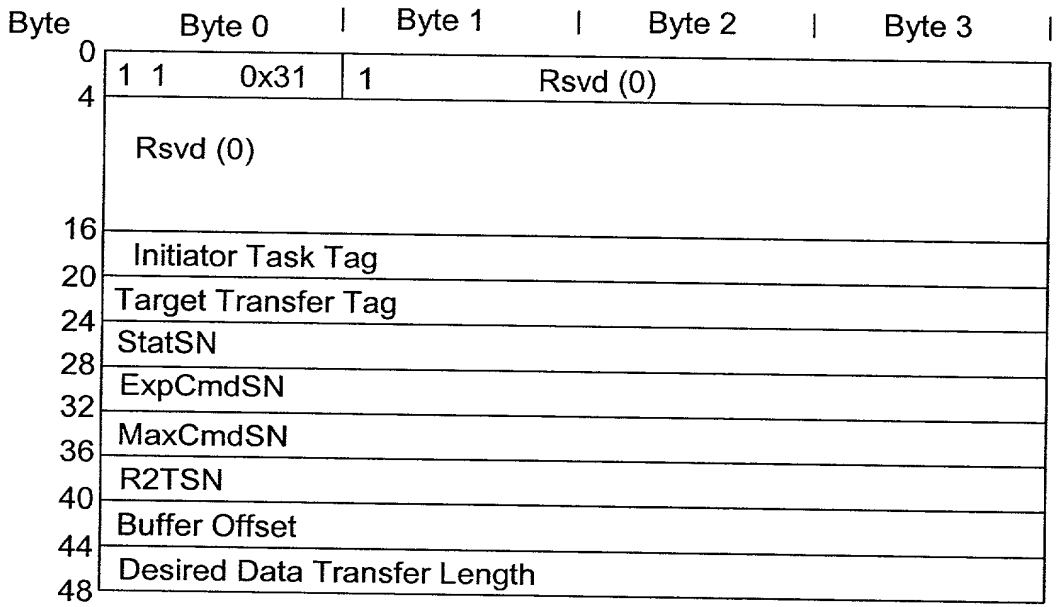 Byte Byte 0 | Byte 1 | Byte 2 | Byte 3 |
0
1 1 0x31 1 Rsvd (0)
4
Rsvd (0)
16
Initiator Task Tag
20
Target Transfer Tag
24
StatSN
28
ExpCmdSN
32
MaxCmdSN
36
R2TSN
40
Buffer Offset
44
Desired Data Transfer Length
48